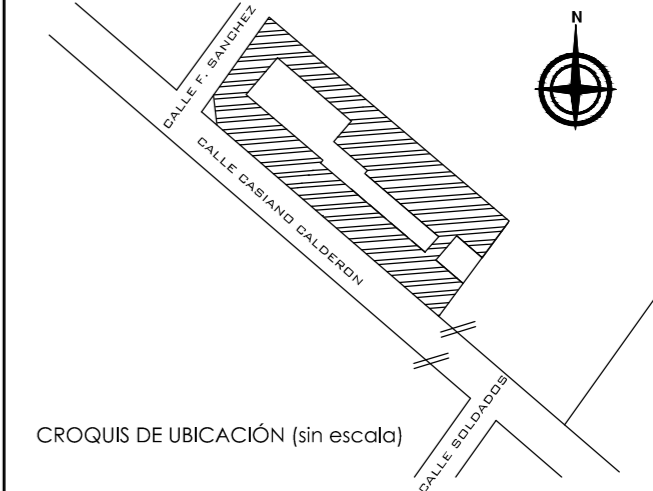 N
CALLE F. SANCHEZ
CALLE CASIANO CALDERON
CROQUIS DE UBICACIÓN (sin escala)
CALLE SOLDADOS